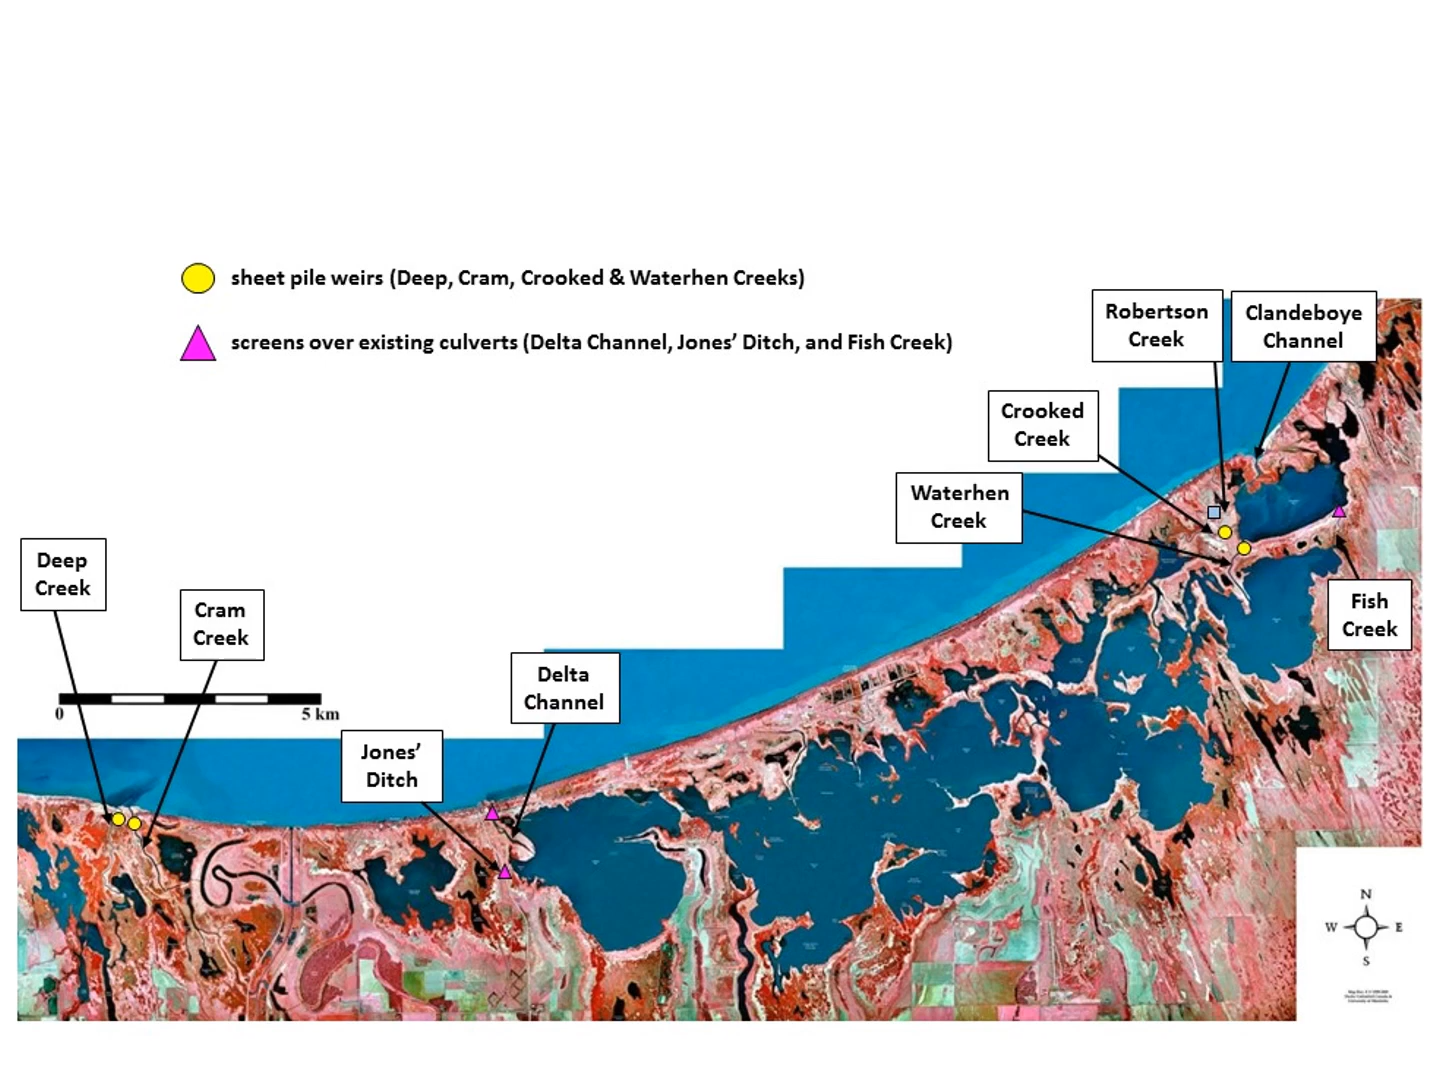 sheet pile weirs (Deep, Cram, Crooked & Waterhen Creeks)
screens over existing culverts (Delta Channel, Jones’ Ditch, and Fish Creek)
Robertson
Creek
Clandeboye
Channel
Crooked
Creek
Waterhen
Creek
Fish
Creek
Deep
Creek
Cram
Creek
Delta
Channel
Jones’
Ditch
0
5 km
N
W
E
S